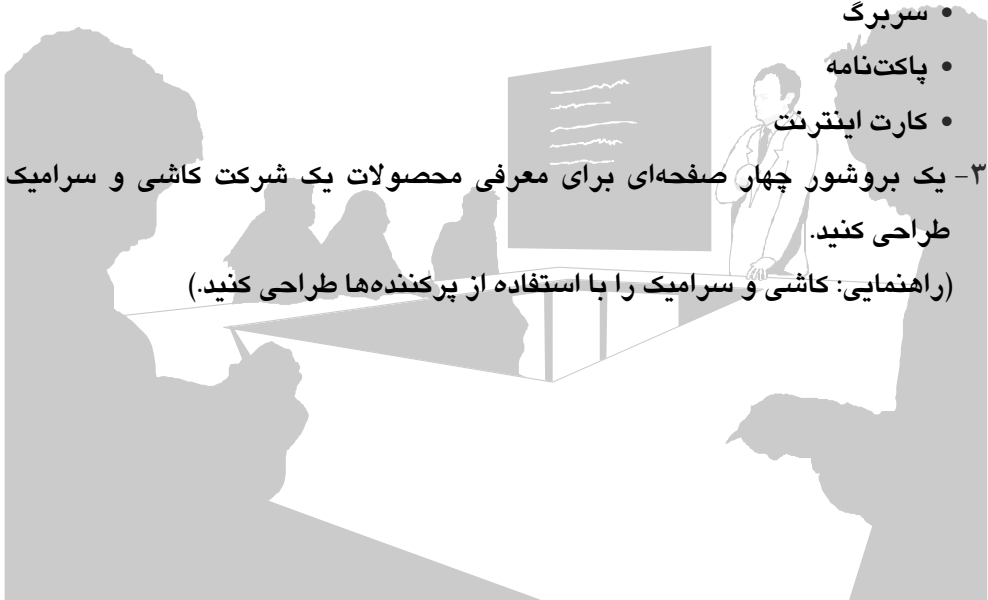 • سربرگ
• پاکت‌نامه
• کارت اینترنت
۳- یک بروشور چهار صفحه‌ای برای معرفی محصولات یک شرکت کاشی و سرامیک
طراحی کنید.
(راهنمایی: کاشی و سرامیک را با استفاده از پرکننده‌ها طراحی کنید.)